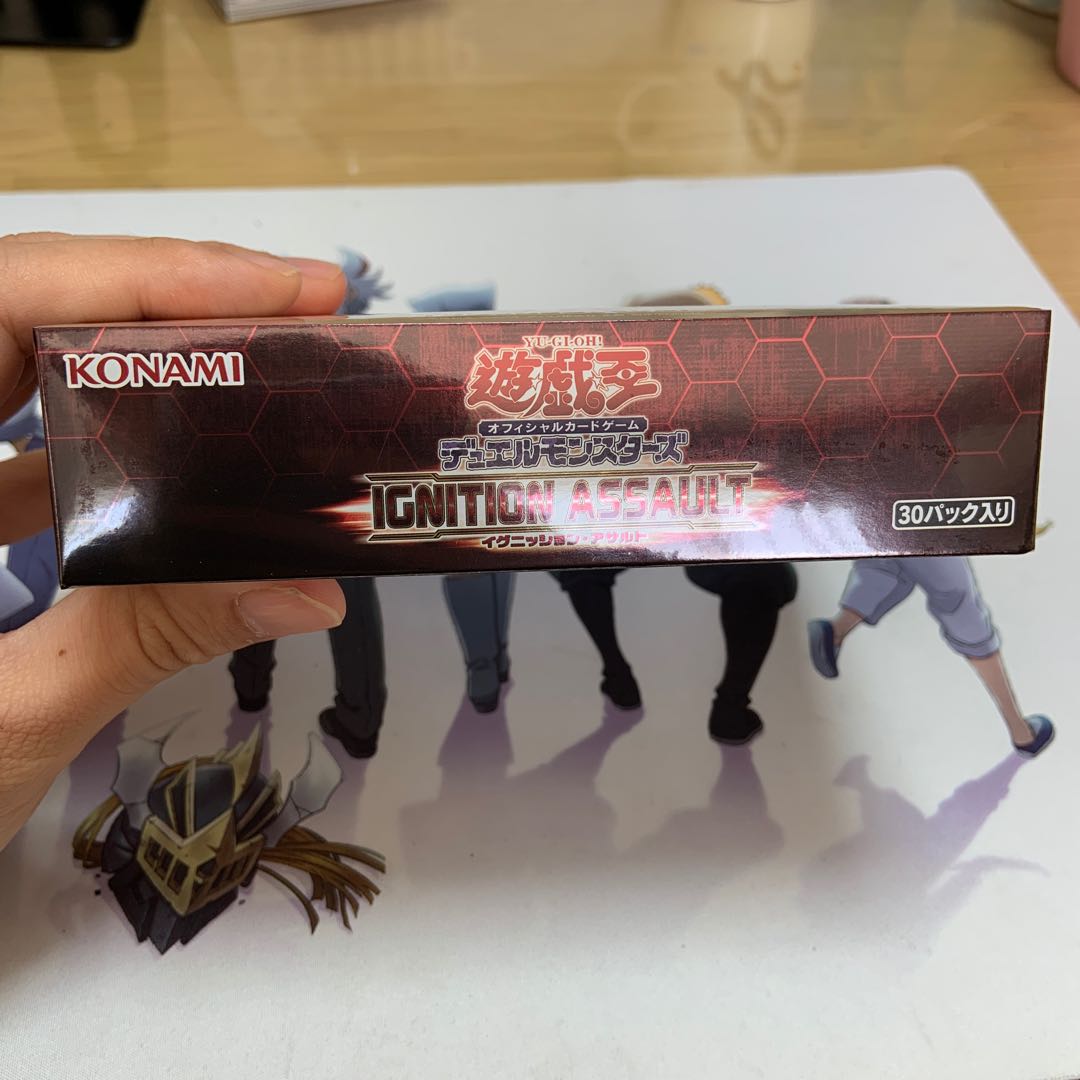 KONAMI
YU-GI-OH!
遊戯王
オフィシャルカードゲーム
デュエルモンスターズ
IGNITION ASSAULT
イグニッション・アサルト
30パック入り